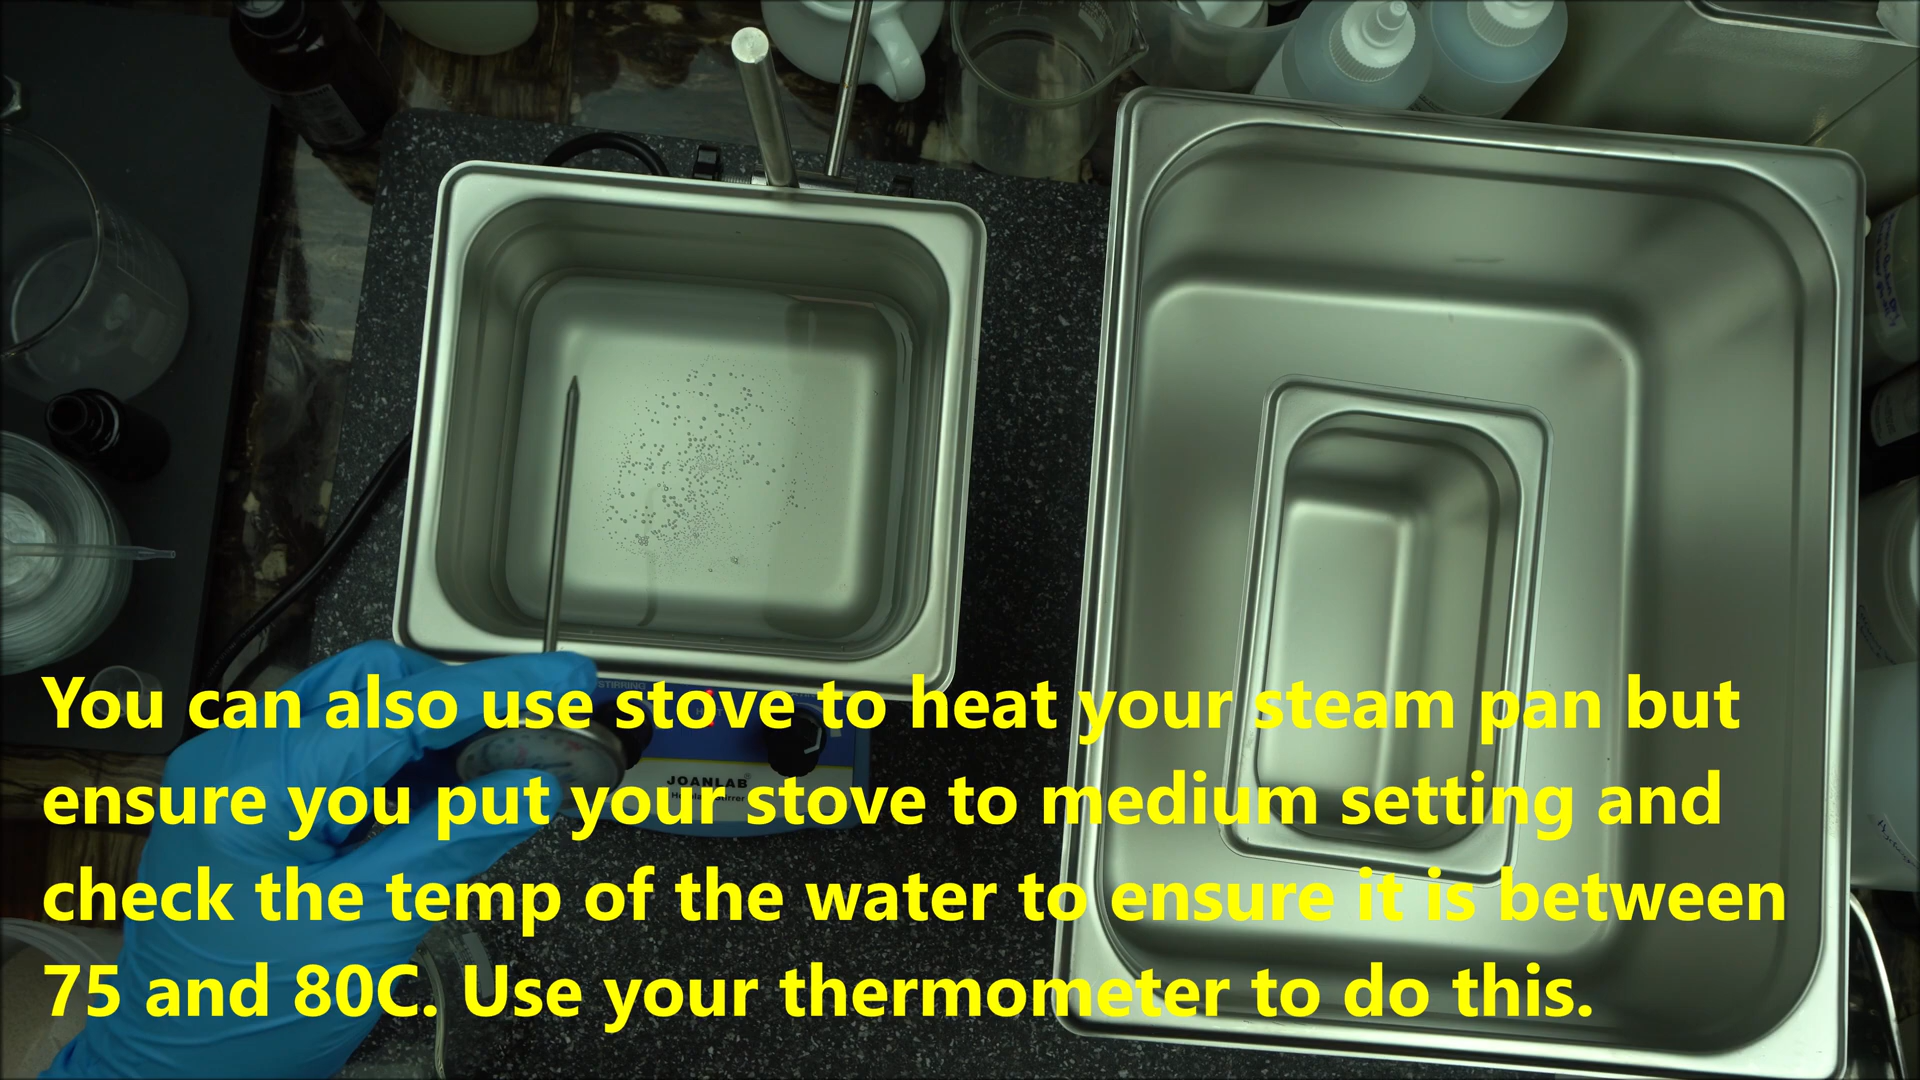 STIRRING
You can also use stove to heat your steam pan but
JOANLAB
ensure you put your stove to medium setting and
check the temp of the water to ensure it is between
75 and 80C. Use your thermometer to do this.